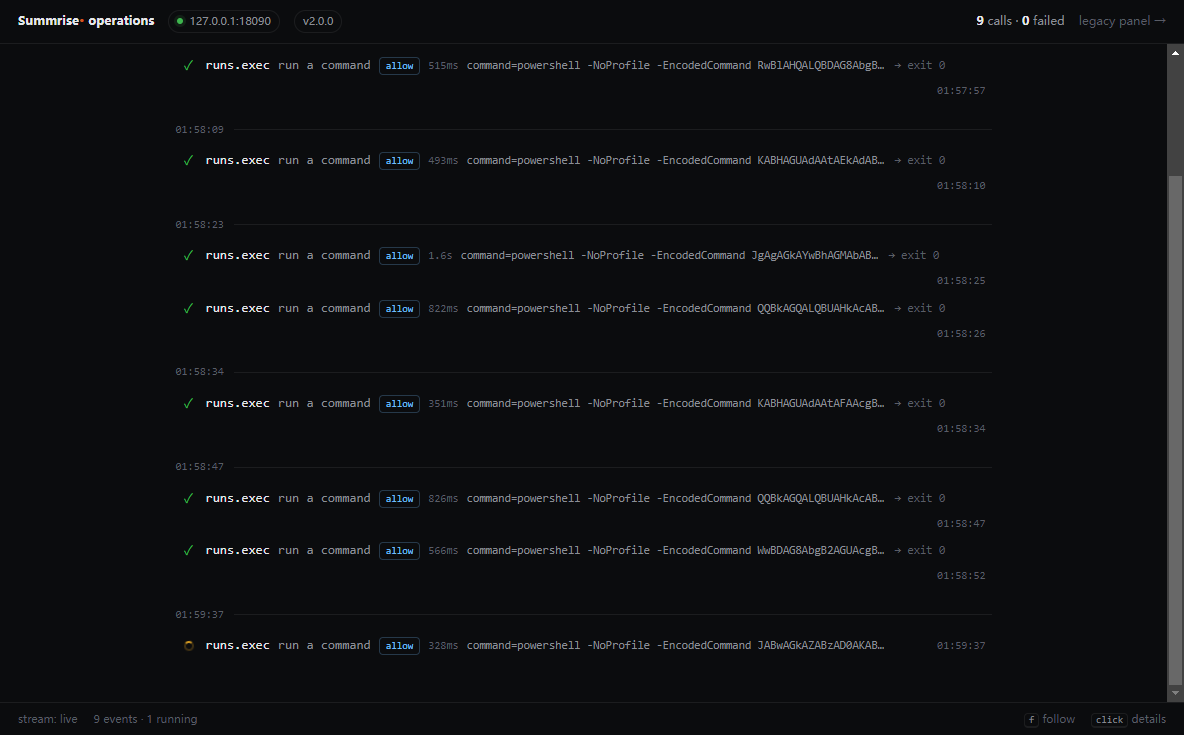 Summrise• operations 127.0.0.1:18090 v2.0.0 9 calls · 0 failed legacy panel →
✓ runs.exec run a command allow 515ms command=powershell -NoProfile -EncodedCommand RwBlAHQALQBDAG8AbgB… → exit 0
01:57:57
01:58:09
✓ runs.exec run a command allow 493ms command=powershell -NoProfile -EncodedCommand KABHAGUAdAAtAEkAdAB… → exit 0
01:58:10
01:58:23
✓ runs.exec run a command allow 1.6s command=powershell -NoProfile -EncodedCommand JgAgAGkAYwBhAGMAbAB… → exit 0
01:58:25
✓ runs.exec run a command allow 822ms command=powershell -NoProfile -EncodedCommand QQBkAGQALQBUAHkAcAB… → exit 0
01:58:26
01:58:34
✓ runs.exec run a command allow 351ms command=powershell -NoProfile -EncodedCommand KABHAGUAdAAtAFAAcgB… → exit 0
01:58:34
01:58:47
✓ runs.exec run a command allow 826ms command=powershell -NoProfile -EncodedCommand QQBkAGQALQBUAHkAcAB… → exit 0
01:58:47
✓ runs.exec run a command allow 566ms command=powershell -NoProfile -EncodedCommand WwBDAG8AbgB2AGUAcgB… → exit 0
01:58:52
01:59:37
runs.exec run a command allow 328ms command=powershell -NoProfile -EncodedCommand JABwAGkAZABzAD0AKAB… 01:59:37
stream: live 9 events · 1 running f follow click details